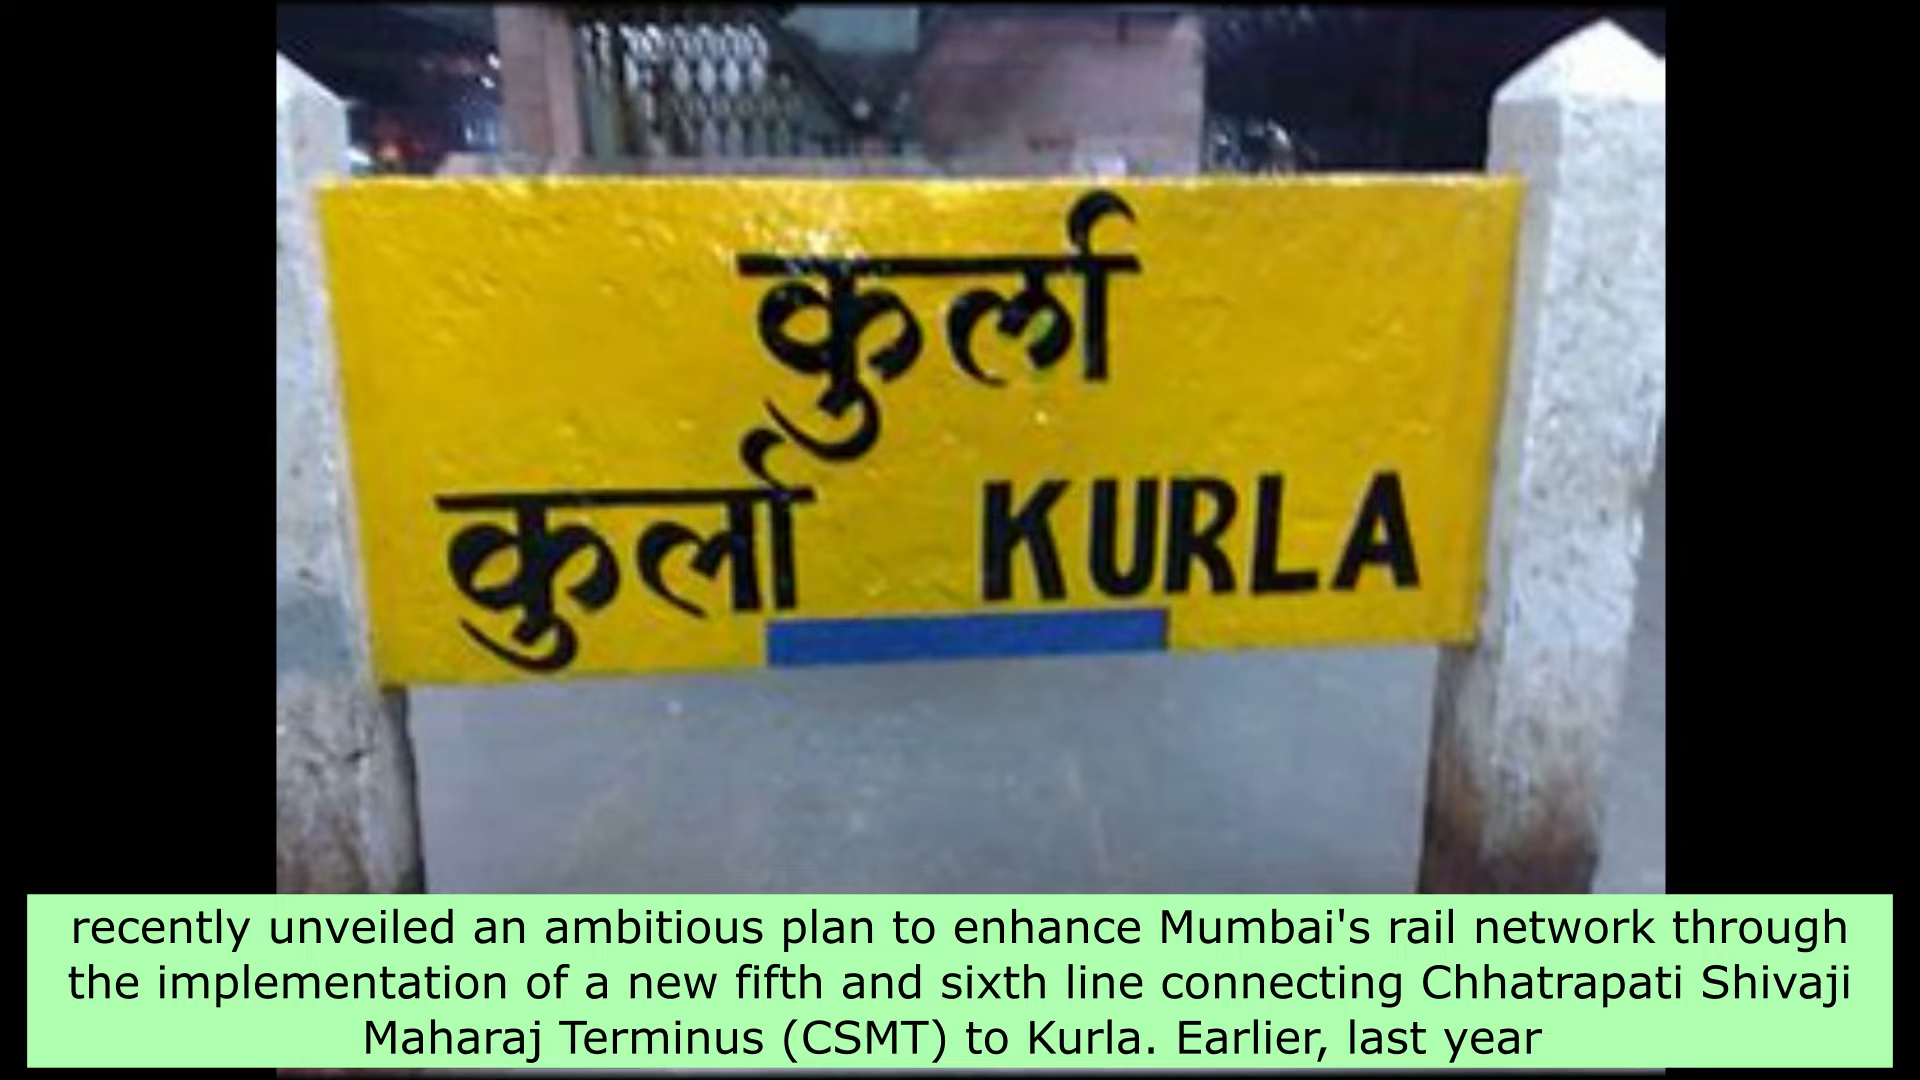 कुर्ला
कुर्ला KURLA
recently unveiled an ambitious plan to enhance Mumbai's rail network through
the implementation of a new fifth and sixth line connecting Chhatrapati Shivaji
Maharaj Terminus (CSMT) to Kurla. Earlier, last year